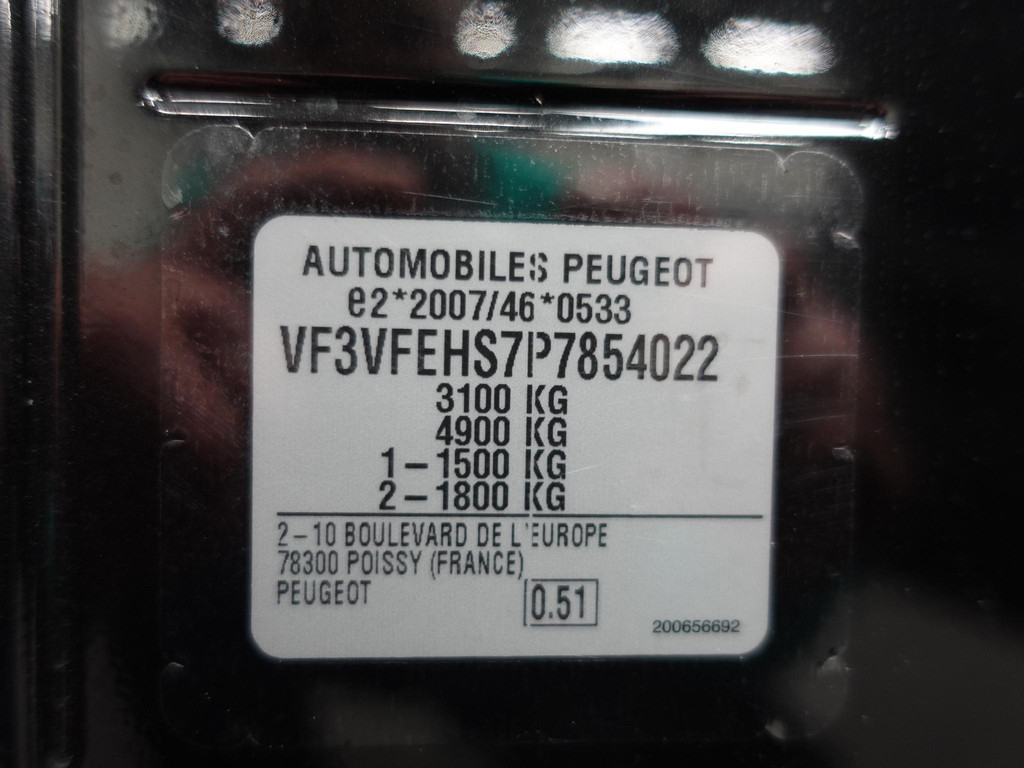 AUTOMOBILES PEUGEOT
e2*2007/46*0533
VF3VFEHS7P7854022
3100 KG
4900 KG
1-1500 KG
2-1800 KG
2-10 BOULEVARD DE L'EUROPE
78300 POISSY (FRANCE)
PEUGEOT
0.51
200656692